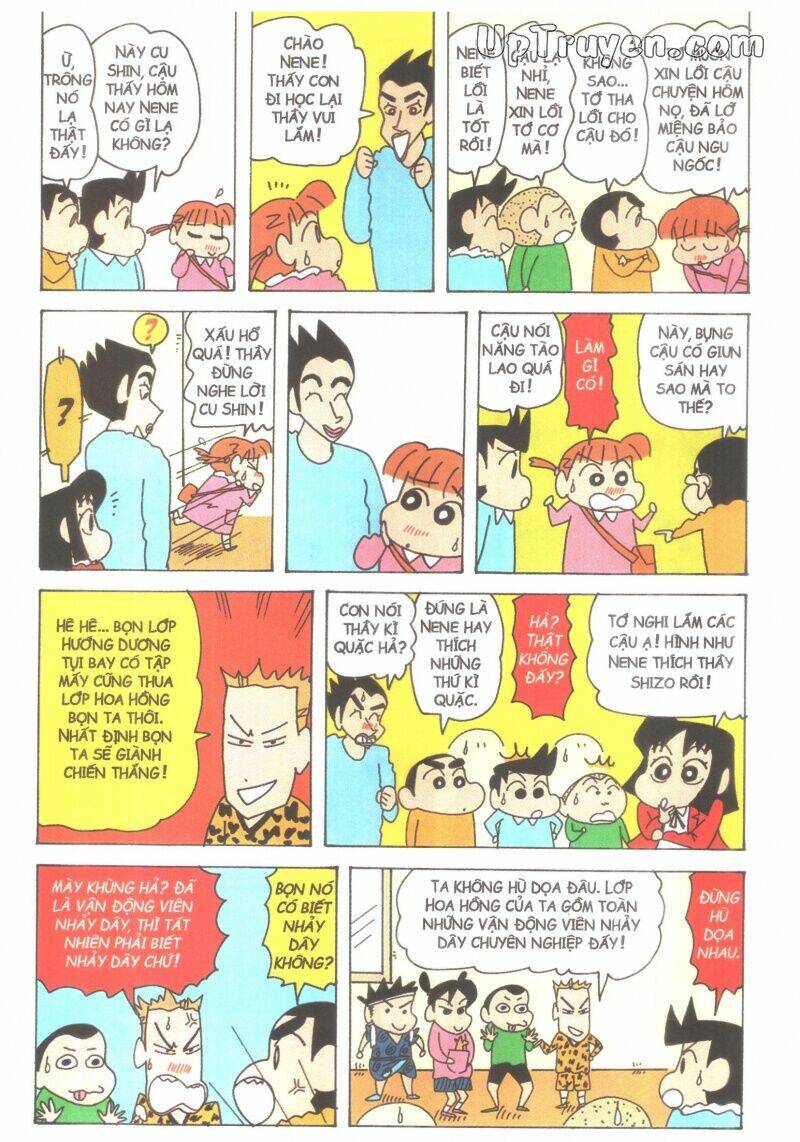 UpTruyen.com
TỚ MUỐN
XIN LỖI CẬU
CHUYỆN HÔM
NỌ, ĐÃ LỠ
MIỆNG BẢO
CẬU NGU
NGỐC!
KHÔNG
SAO...
TỚ THA
LỖI CHO
CẬU ĐÓ!
CẬU LẠ
NHỈ,
NENE
XIN LỖI
TỚ CƠ
MÀ!
NENE
BIẾT
LỖI
LÀ
TỐT
RỒI!
CHÀO
NENE!
THẤY CON
ĐI HỌC LẠI
THẦY VUI
LẮM!
NÀY CU
SHIN, CẬU
THẤY HÔM
NAY NENE
CÓ GÌ LẠ
KHÔNG?
Ừ,
TRÔNG
NÓ
LẠ
THẬT
ĐẤY!
NÀY, BỤNG
CẬU CÓ GIUN
SÁN HAY
SAO MÀ TO
THẾ?
LÀM
GÌ
CÓ!
CẬU NÓI
NĂNG TÀO
LAO QUÁ
ĐI!
XẤU HỔ
QUÁ! THẦY
ĐỪNG
NGHE LỜI
CU SHIN!
?
?
TỚ NGHI LẮM CÁC
CẬU Ạ! HÌNH NHƯ
NENE THÍCH THẦY
SHIZO RỒI!
HẢ?
THẬT
KHÔNG
ĐẤY?
ĐÚNG LÀ
NENE HAY
THÍCH
NHỮNG
THỨ KÌ
QUẶC.
CON NÓI
THẦY KÌ
QUẶC HẢ?
HÊ HÊ... BỌN LỚP
HƯỚNG DƯƠNG
TỤI BAY CÓ TẬP
MẤY CŨNG THUA
LỚP HOA HỒNG
BỌN TA THÔI.
NHẤT ĐỊNH BỌN
TA SẼ GIÀNH
CHIẾN THẮNG!
ĐỪNG
HÙ
DỌA
NHAU.
TA KHÔNG HÙ DỌA ĐÂU. LỚP
HOA HỒNG CỦA TA GỒM TOÀN
NHỮNG VẬN ĐỘNG VIÊN NHẢY
DÂY CHUYÊN NGHIỆP ĐẤY!
BỌN NÓ
CÓ BIẾT
NHẢY
DÂY
KHÔNG?
MÀY KHÙNG HẢ? ĐÃ
LÀ VẬN ĐỘNG VIÊN
NHẢY DÂY, THÌ TẤT
NHIÊN PHẢI BIẾT
NHẢY DÂY CHỨ!